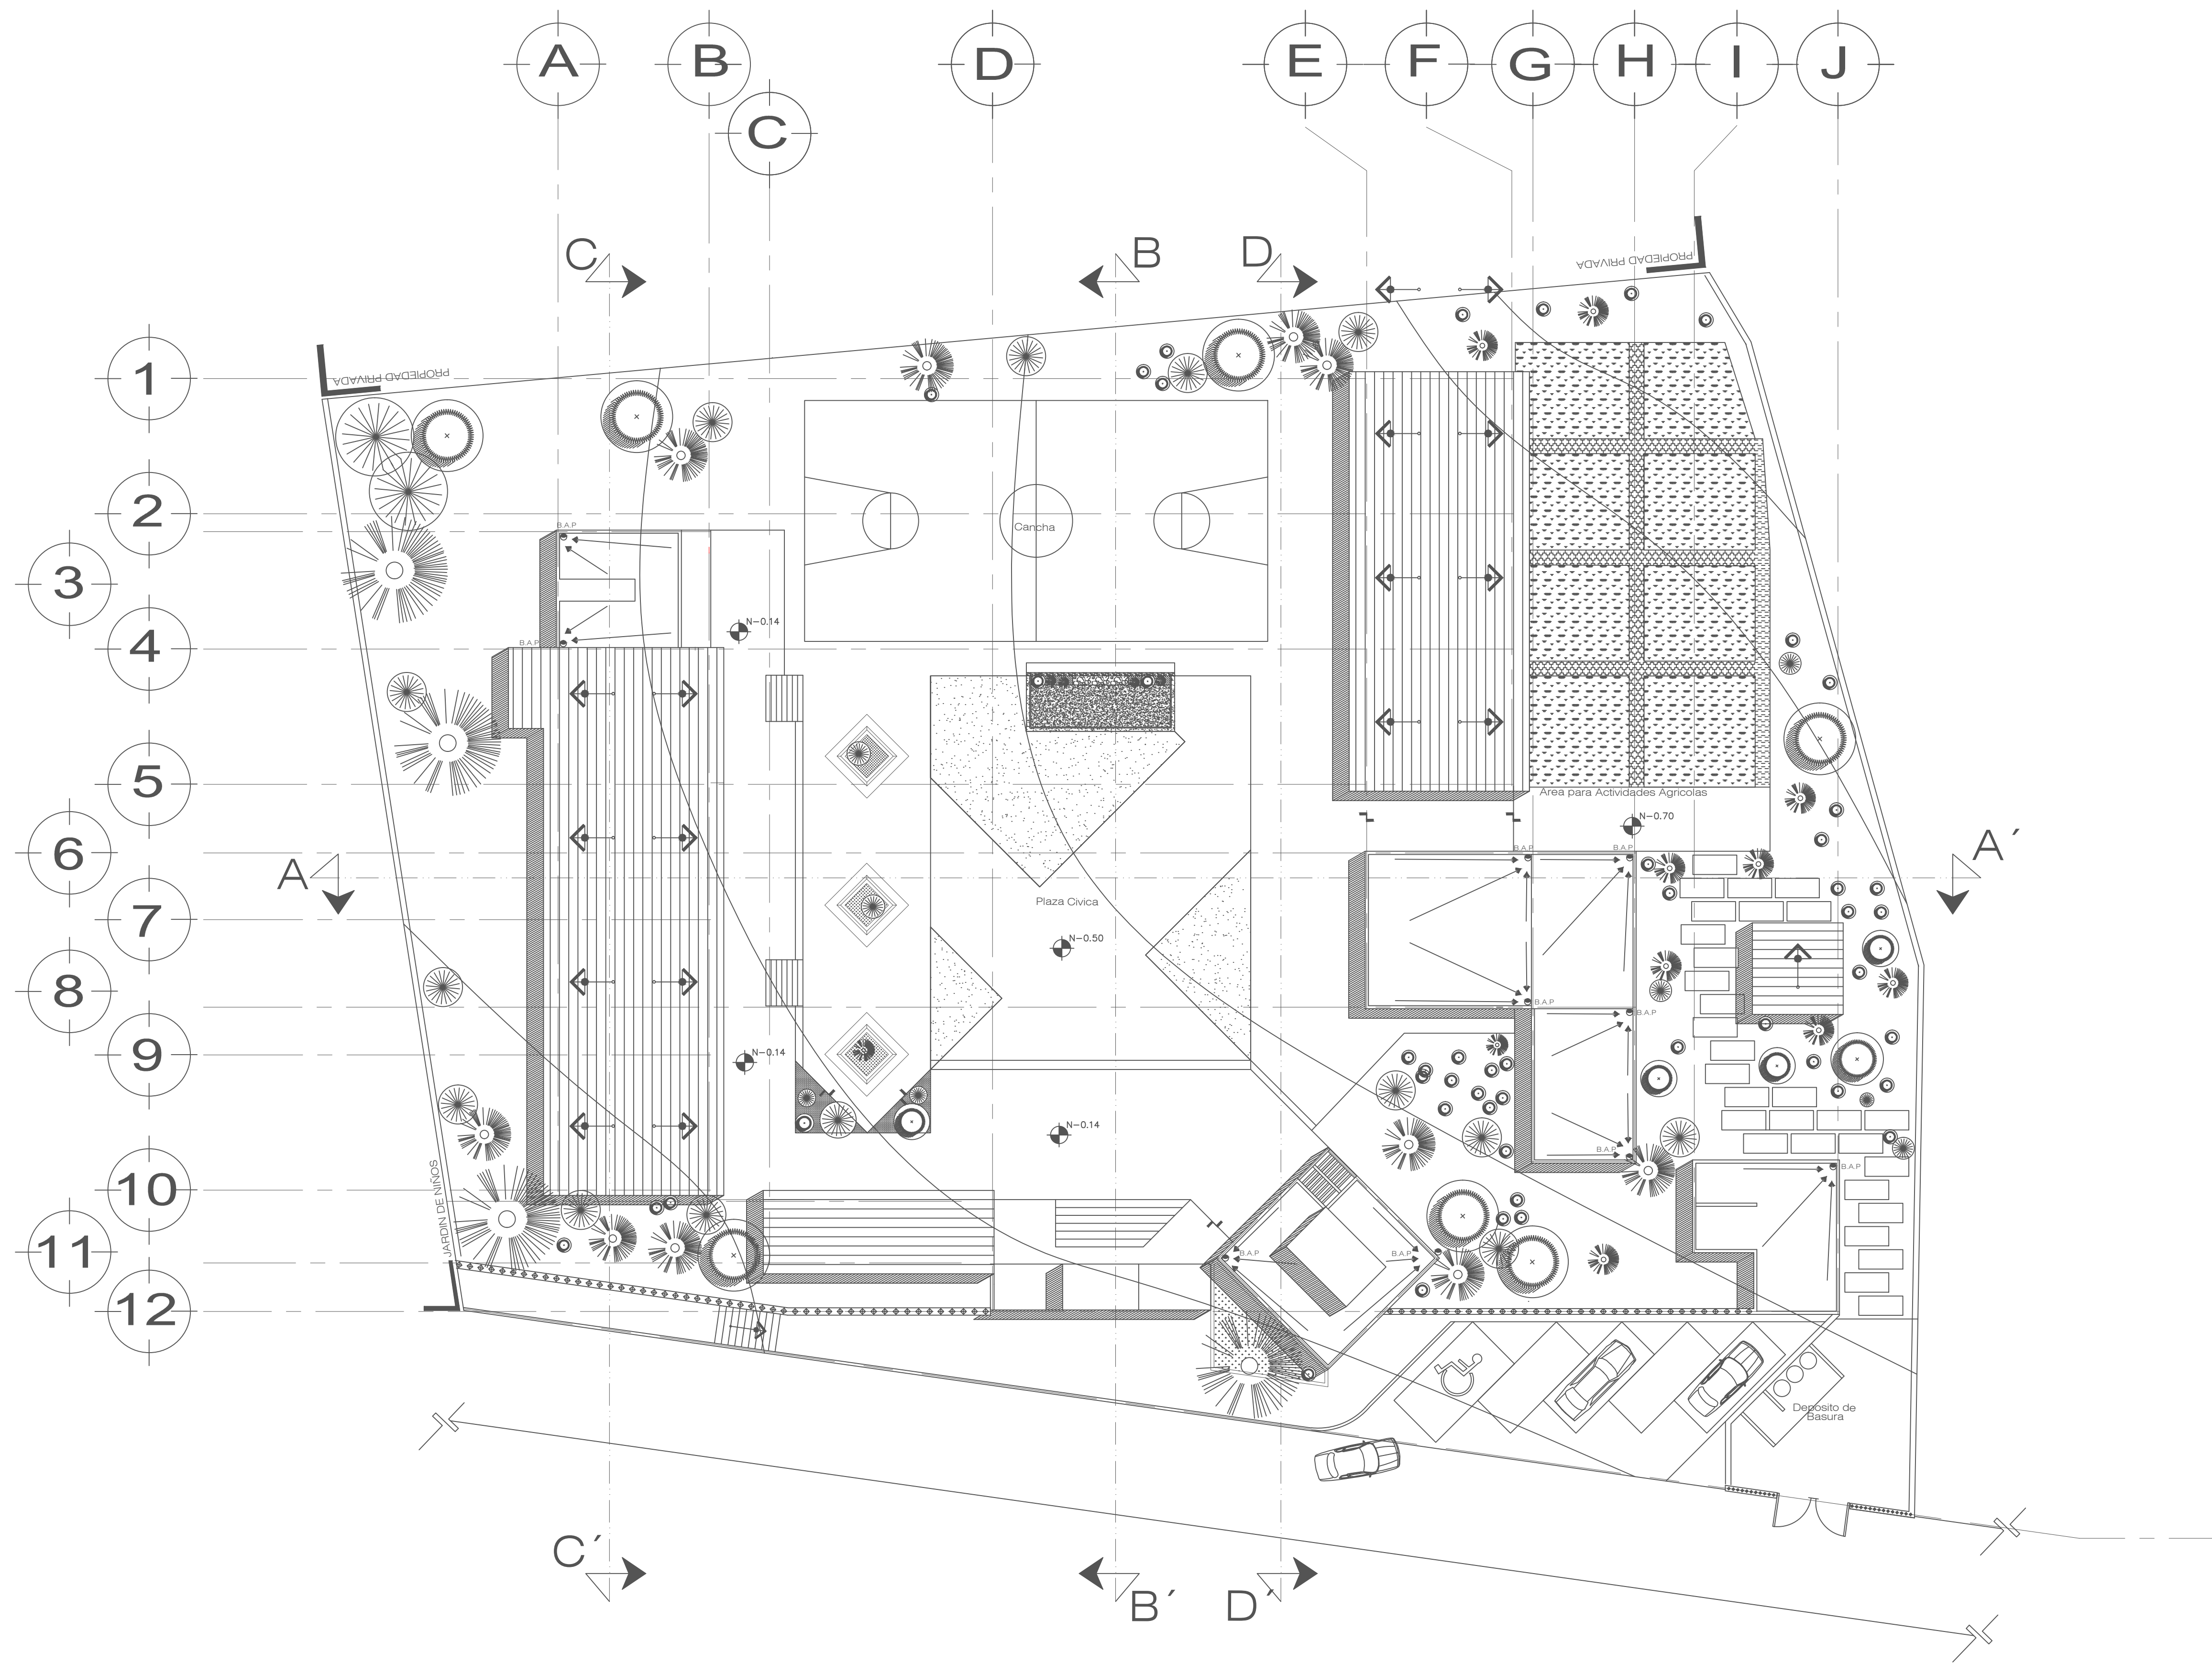 A
B
C
D
E
F
G
H
I
J
C
B
D
PROPIEDAD PRIVADA
PROPIEDAD PRIVADA
1
2
3
4
5
6
7
8
9
10
11
12
B.A.P
Cancha
N-0.14
B.A.P
Area para Actividades Agricolas
N-0.70
A
A´
B.A.P
B.A.P
Plaza Civica
N-0.50
B.A.P
B.A.P
N-0.14
N-0.14
B.A.P
B.A.P
JARDIN DE NIÑOS
B.A.P
B.A.P
Deposito de
Basura
C´
B´
D´